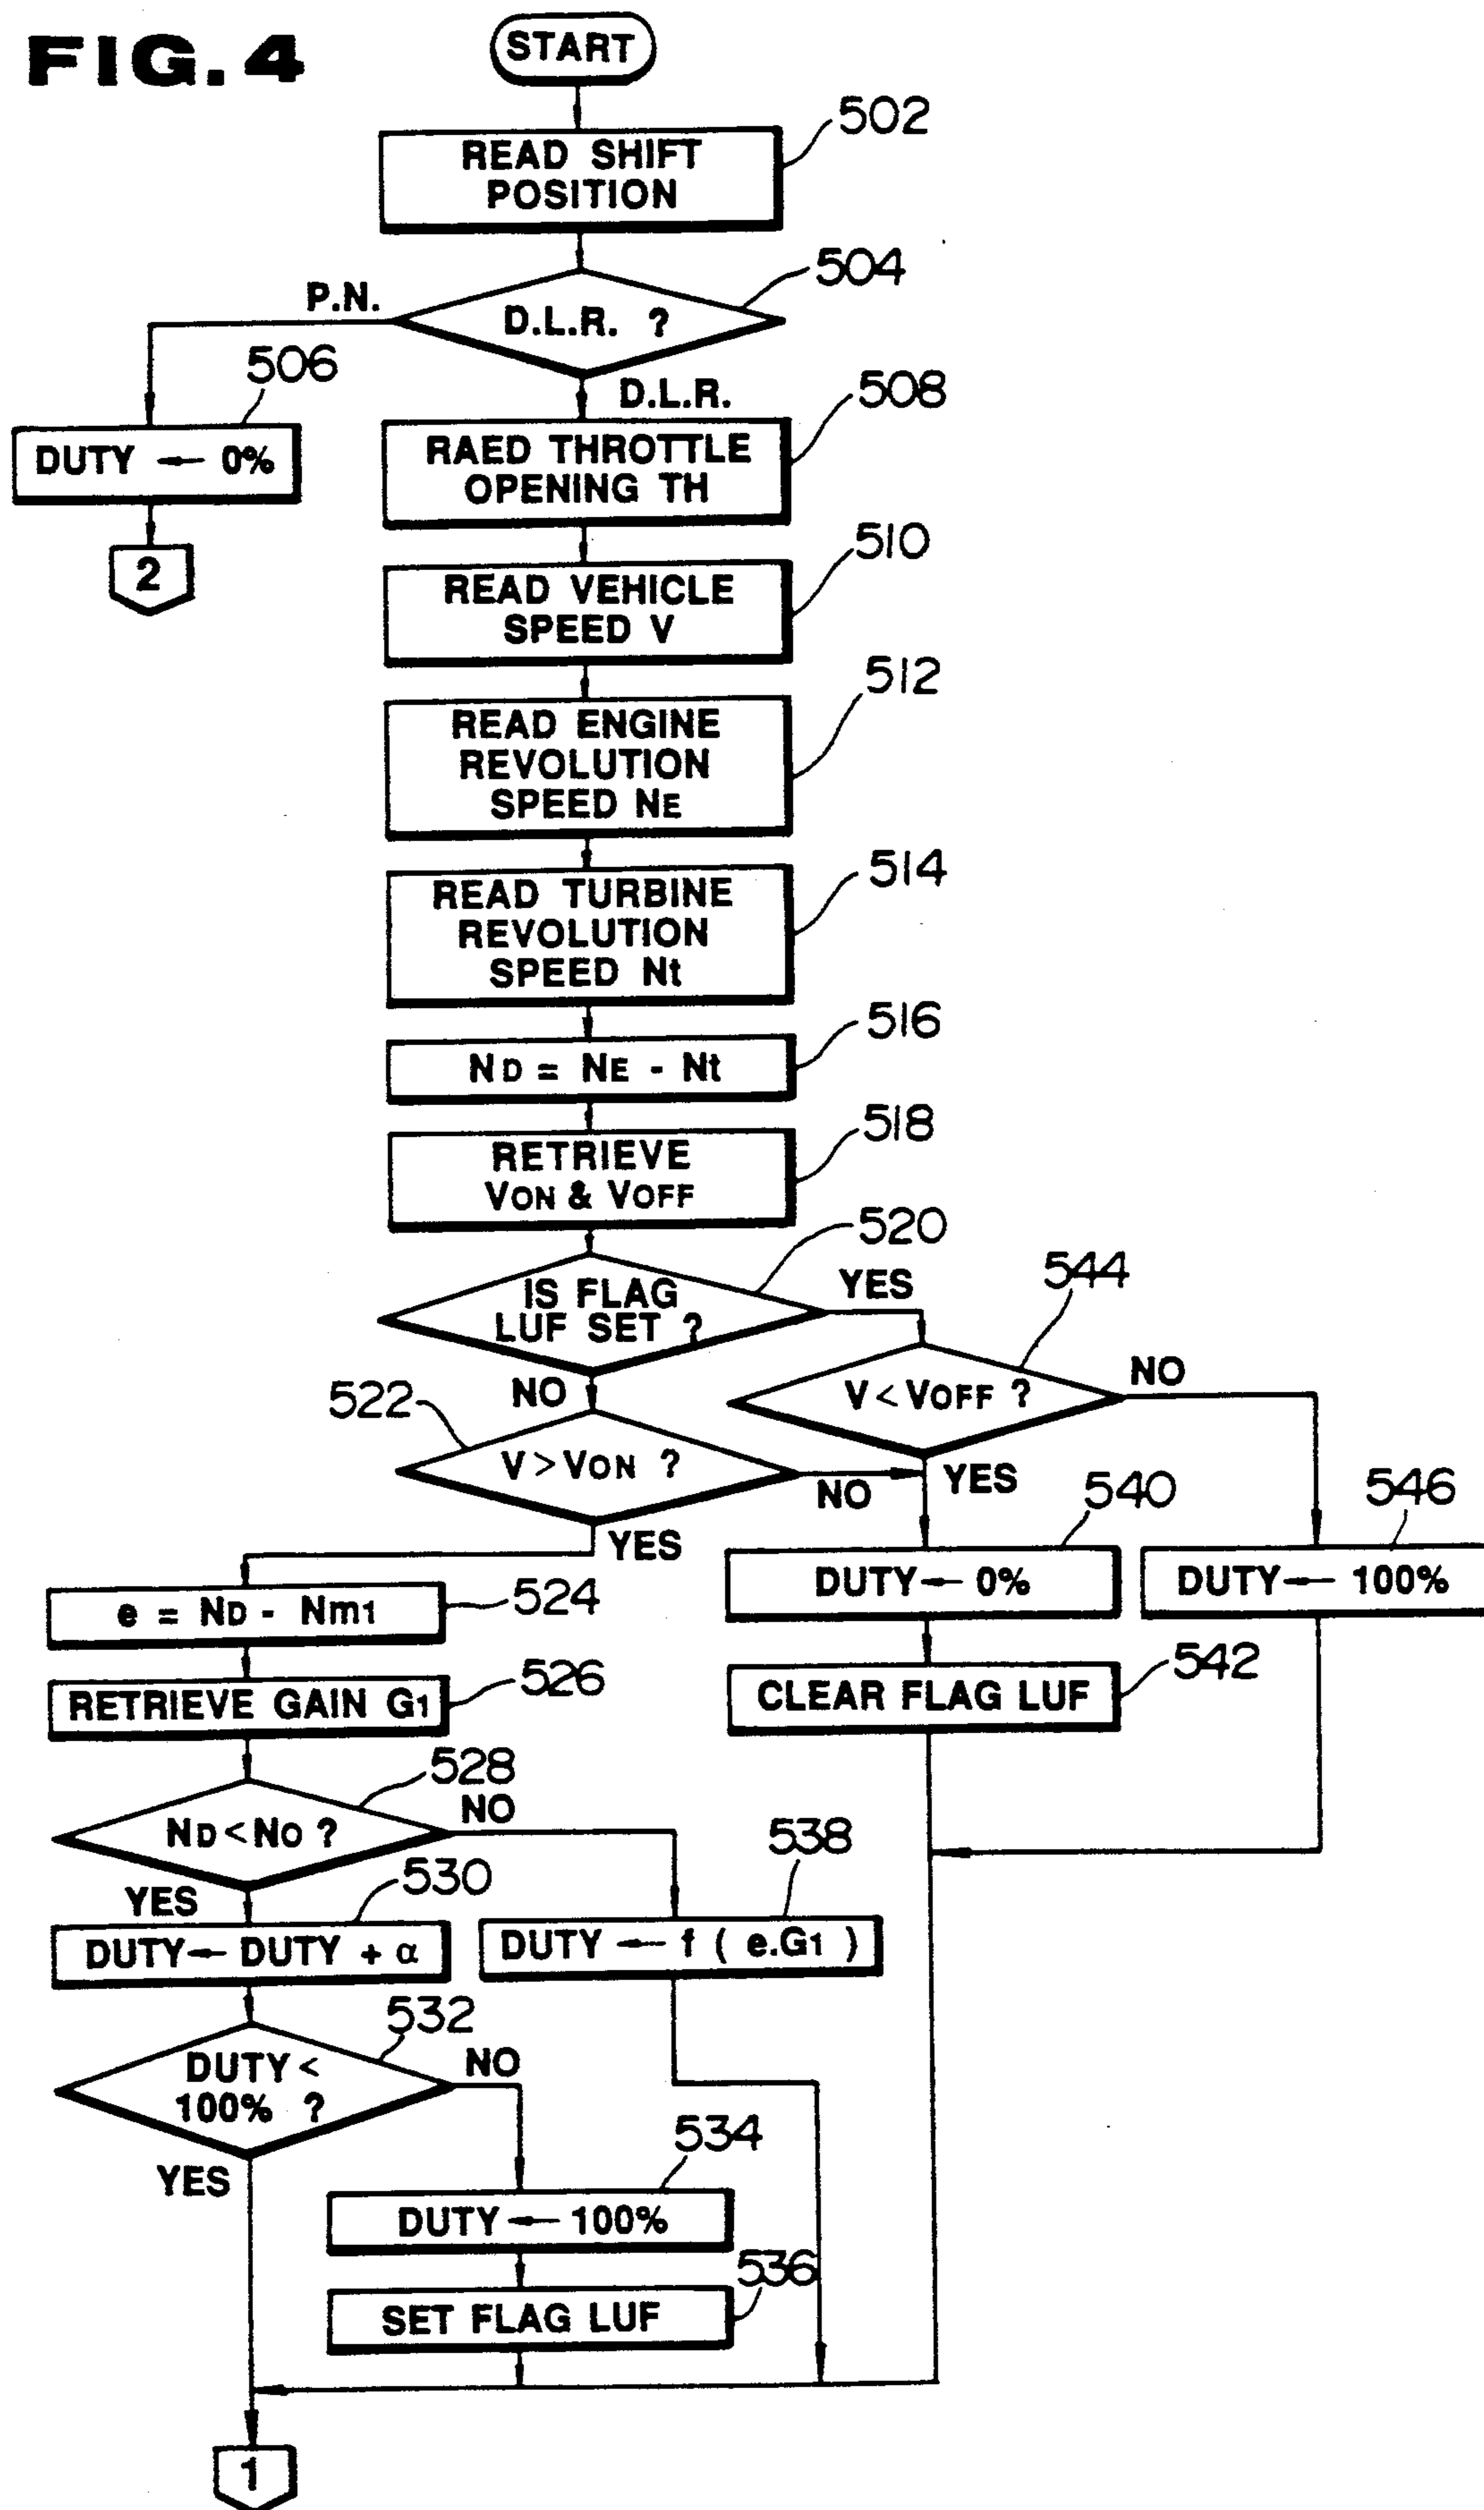 FIG.4
START
502
READ SHIFT
POSITION
504
P.N.
D.L.R. ?
506
D.L.R.
508
DUTY ← 0%
RAED THROTTLE
OPENING TH
2
510
READ VEHICLE
SPEED V
512
READ ENGINE
REVOLUTION
SPEED NE
514
READ TURBINE
REVOLUTION
SPEED Nt
516
ND = NE - Nt
518
RETRIEVE
VON & VOFF
520
IS FLAG
LUF SET ?
YES
544
NO
522
V < VOFF ?
NO
V > VON ?
NO
YES
540
546
YES
DUTY ← 0%
DUTY ← 100%
e = ND - Nm1
524
542
RETRIEVE GAIN G1
526
CLEAR FLAG LUF
528
ND < NO ?
NO
538
YES
530
DUTY ← DUTY + α
DUTY ← f ( e.G1 )
532
DUTY <
100% ?
NO
534
YES
DUTY ← 100%
536
SET FLAG LUF
1